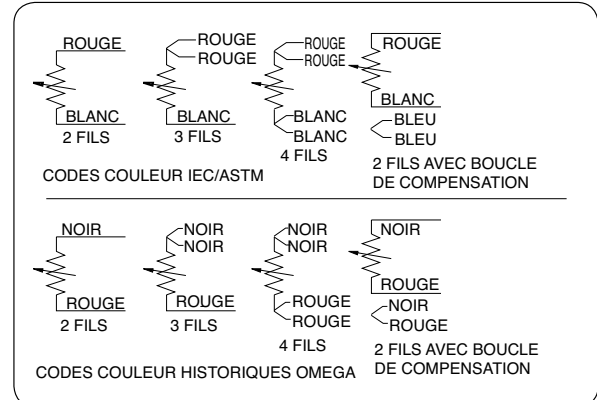 ROUGE
BLANC
2 FILS
ROUGE
ROUGE
BLANC
3 FILS
ROUGE
ROUGE
BLANC
BLANC
4 FILS
ROUGE
BLANC
BLEU
BLEU
2 FILS AVEC BOUCLE
DE COMPENSATION
CODES COULEUR IEC/ASTM
NOIR
ROUGE
2 FILS
NOIR
NOIR
ROUGE
3 FILS
NOIR
NOIR
ROUGE
ROUGE
4 FILS
NOIR
ROUGE
NOIR
ROUGE
2 FILS AVEC BOUCLE
DE COMPENSATION
CODES COULEUR HISTORIQUES OMEGA